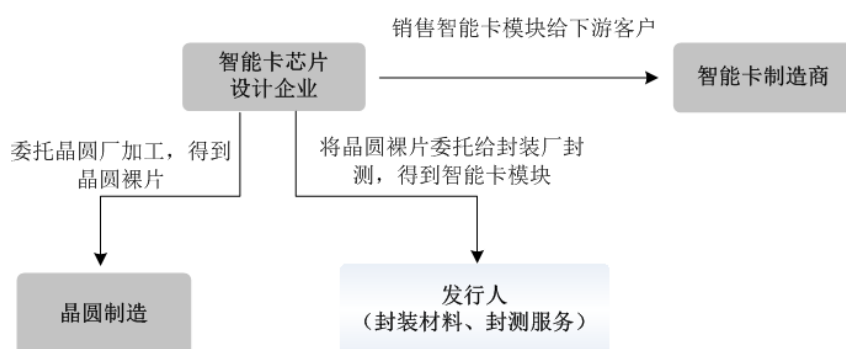 销售智能卡模块给下游客户
智能卡芯片
设计企业
智能卡制造商
委托晶圆厂加工，得到
晶圆裸片
将晶圆裸片委托给封装厂封
测，得到智能卡模块
晶圆制造
发行人
（封装材料、封测服务）